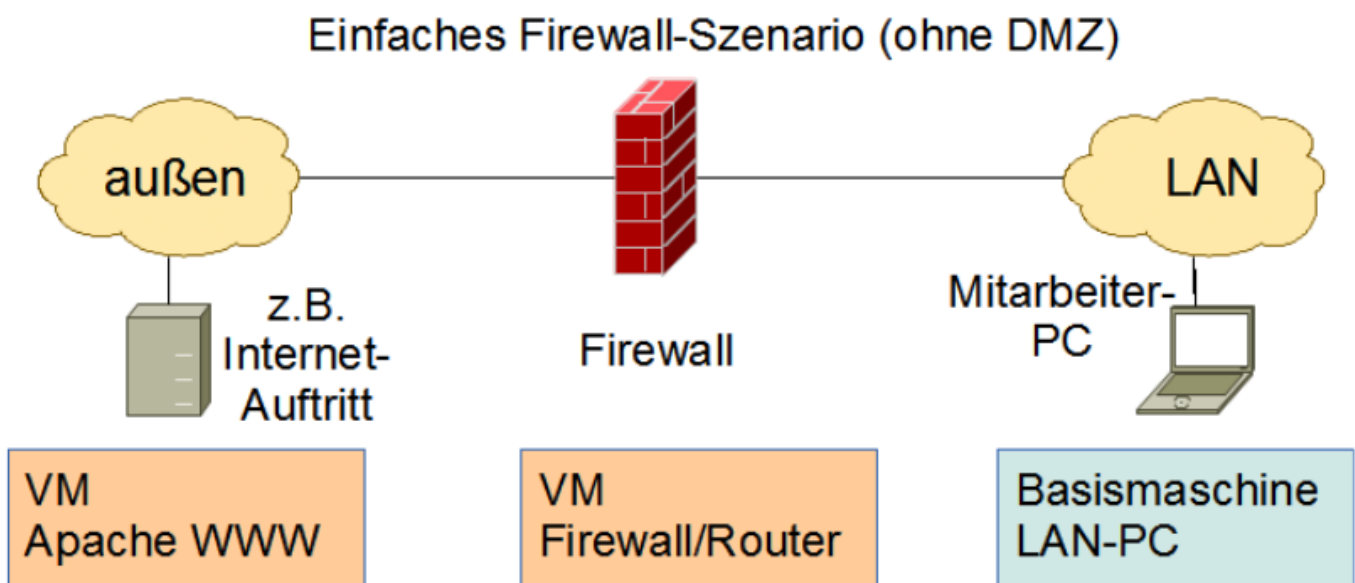 Einfaches Firewall-Szenario (ohne DMZ)
außen
LAN
z.B.
Internet-
Auftritt
Firewall
Mitarbeiter-
PC
VM
Apache WWW
VM
Firewall/Router
Basismaschine
LAN-PC